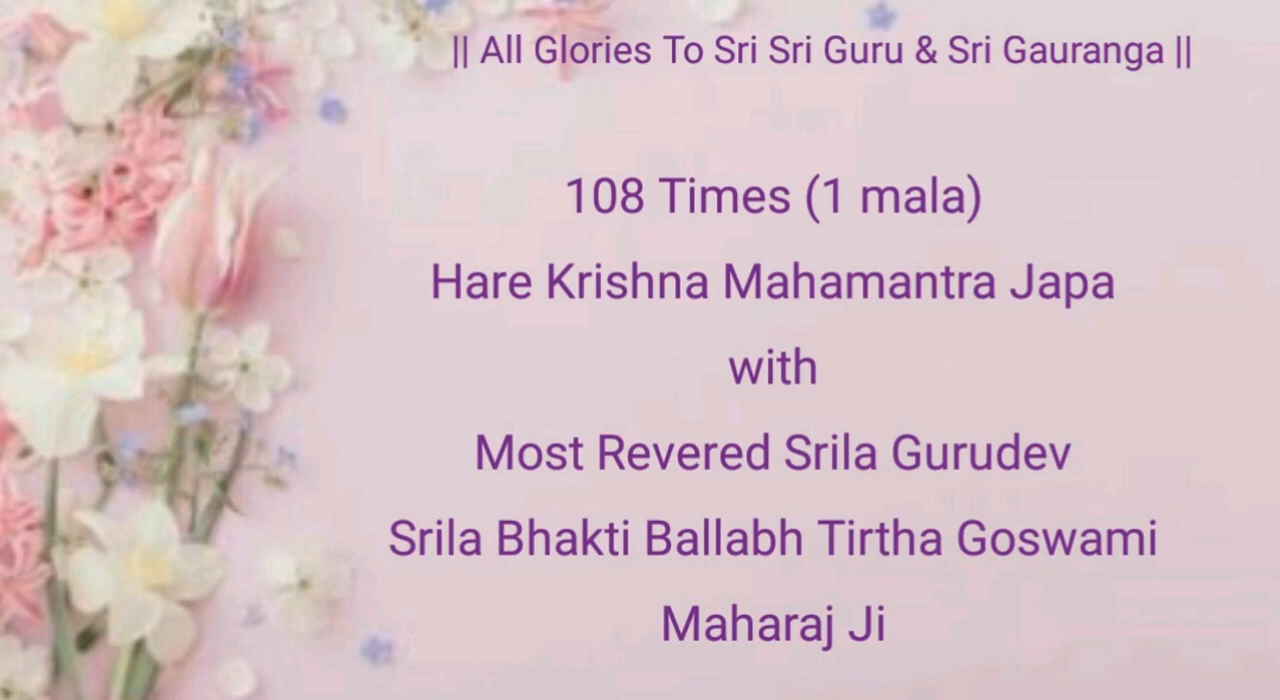 || All Glories To Sri Sri Guru & Sri Gauranga ||
108 Times (1 mala)
Hare Krishna Mahamantra Japa
with
Most Revered Srila Gurudev
Srila Bhakti Ballabh Tirtha Goswami
Maharaj Ji